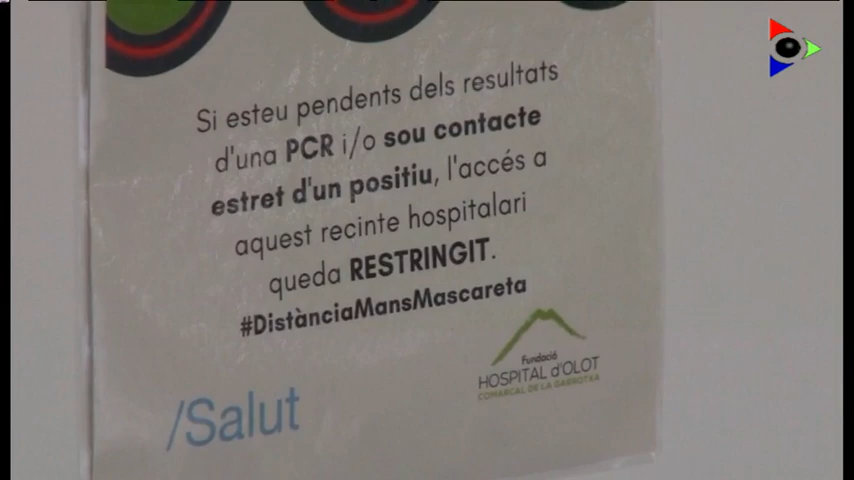 Si esteu pendents dels resultats
d'una PCR i/o sou contacte
estret d'un positiu, l'accés a
aquest recinte hospitalari
queda RESTRINGIT.
#DistànciaMansMascareta
Fundació
HOSPITAL d'OLOT
COMARCAL DE LA GARROTXA
/Salut